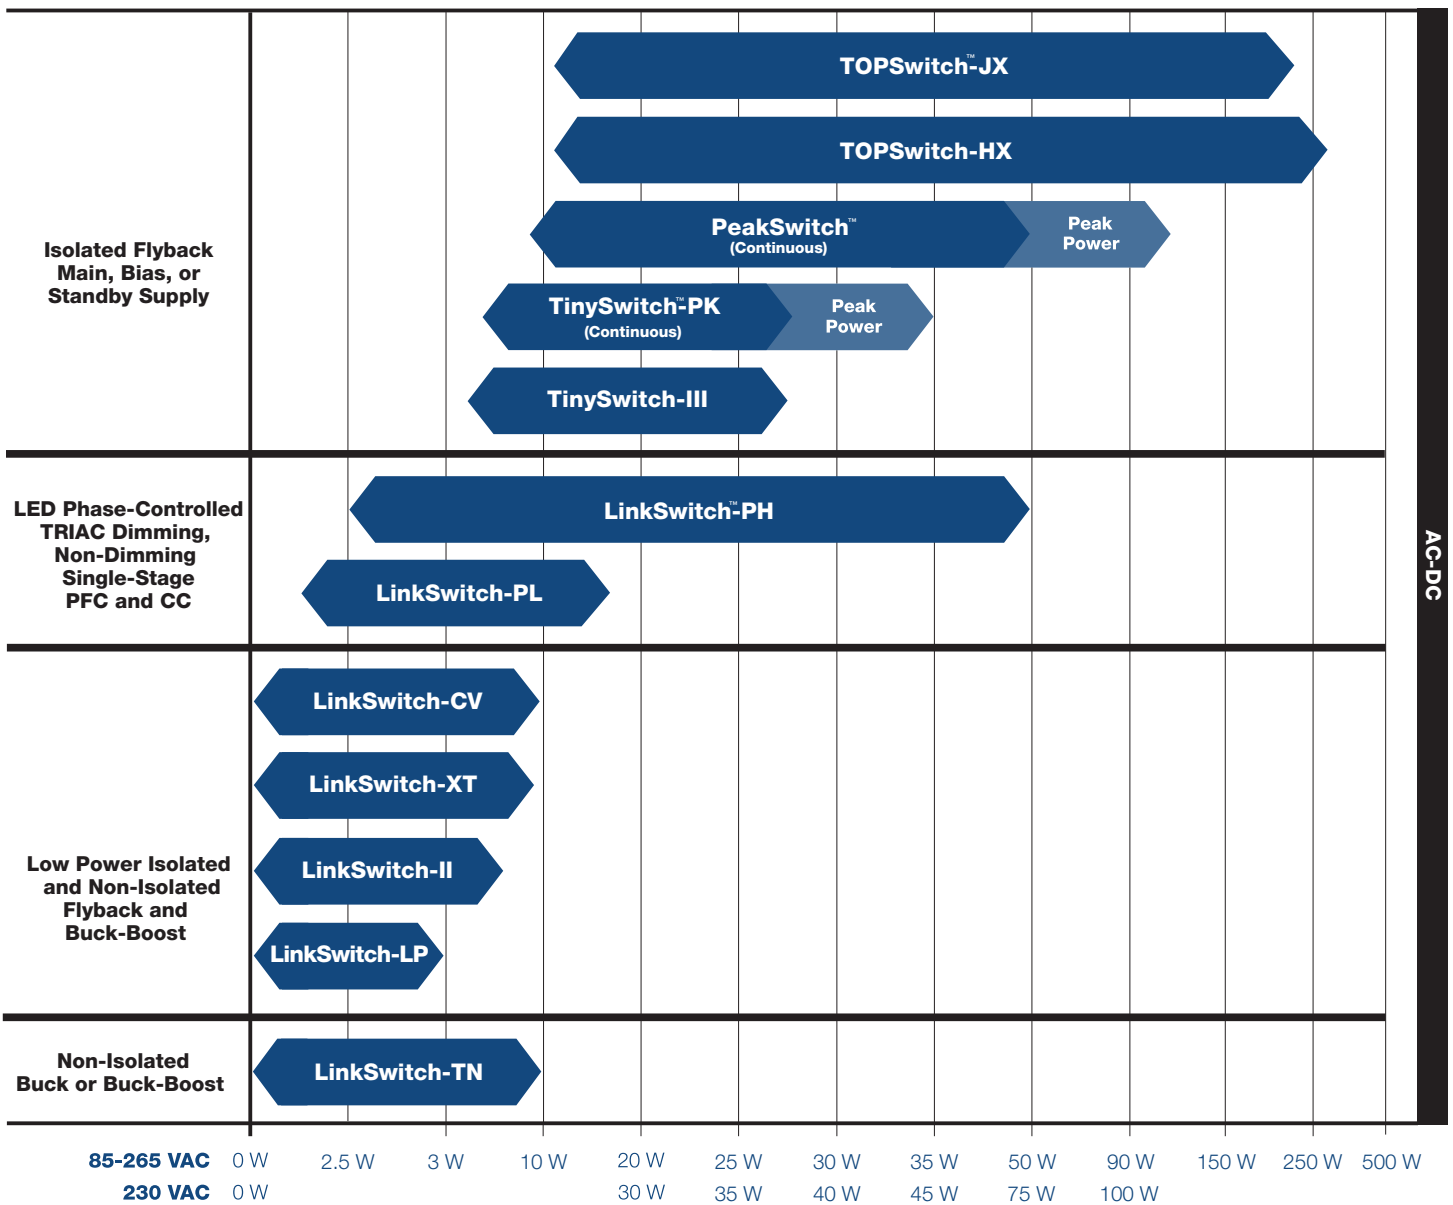 Isolated Flyback
Main, Bias, or
Standby Supply
TOPSwitch™-JX
TOPSwitch-HX
PeakSwitch™
(Continuous)
Peak
Power
TinySwitch™-PK
(Continuous)
Peak
Power
TinySwitch-III
LED Phase-Controlled
TRIAC Dimming,
Non-Dimming
Single-Stage
PFC and CC
LinkSwitch™-PH
LinkSwitch-PL
Low Power Isolated
and Non-Isolated
Flyback and
Buck-Boost
LinkSwitch-CV
LinkSwitch-XT
LinkSwitch-II
LinkSwitch-LP
Non-Isolated
Buck or Buck-Boost
LinkSwitch-TN
AC-DC
85-265 VAC 0 W 2.5 W 3 W 10 W 20 W 25 W 30 W 35 W 50 W 90 W 150 W 250 W 500 W
230 VAC 0 W 30 W 35 W 40 W 45 W 75 W 100 W